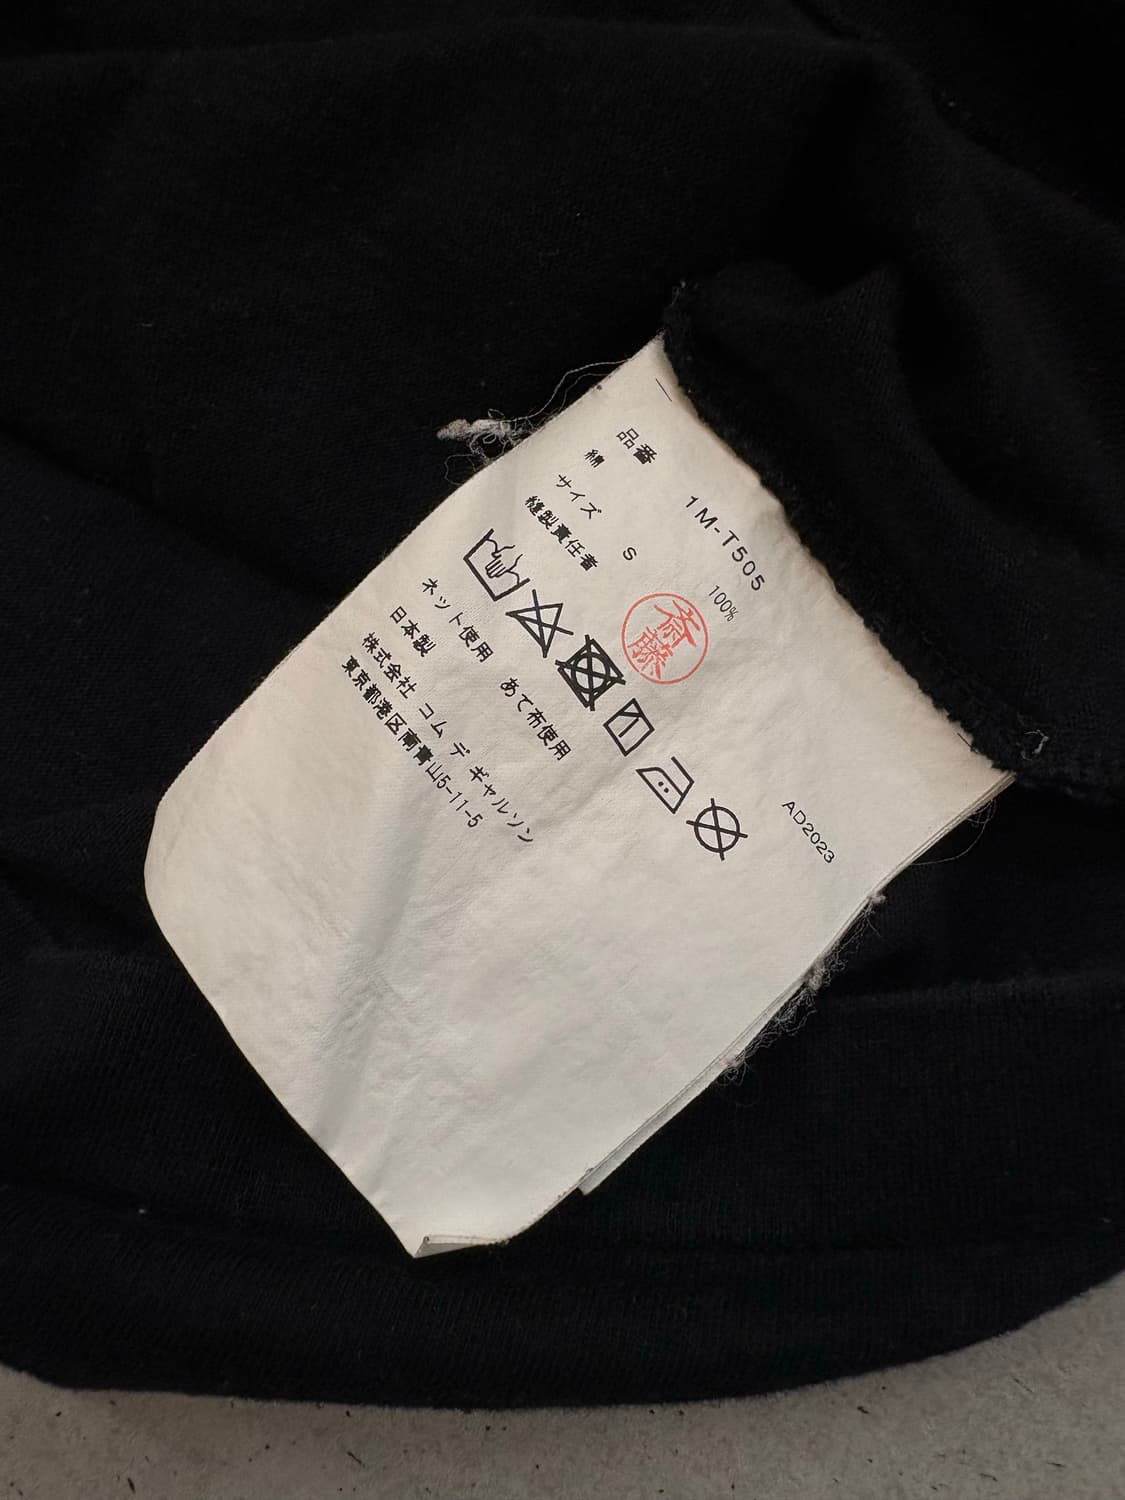 品番 1M-T505
綿 100%
サイズ S
縫製責任者 斎藤
ネット使用 あて布使用
日本製
株式会社 コム デ ギャルソン
東京都港区南青山5-11-5
AD2023